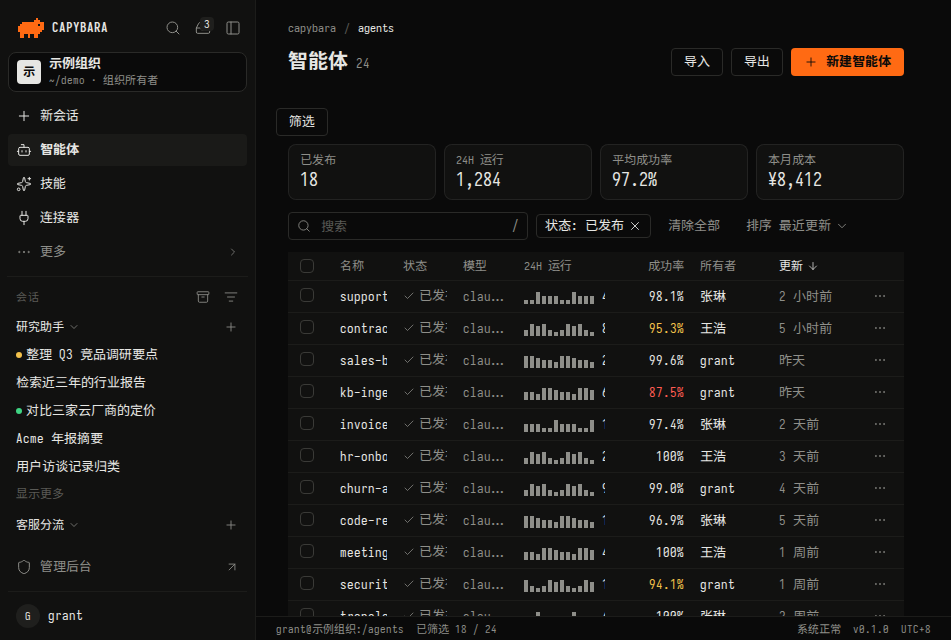 CAPYBARA
3
示
示例组织
~/demo · 组织所有者
新会话
智能体
技能
连接器
更多
会话
研究助手
整理 Q3 竞品调研要点
检索近三年的行业报告
对比三家云厂商的定价
Acme 年报摘要
用户访谈记录归类
显示更多
客服分流
管理后台
G grant
capybara / agents
智能体 24
导入 导出 + 新建智能体
筛选
已发布 24H 运行 平均成功率 本月成本
18 1,284 97.2% ¥8,412
搜索 / 状态: 已发布 × 清除全部 排序 最近更新
名称 状态 模型 24H 运行 成功率 所有者 更新 ↓
support 已发 clau... 98.1% 张琳 2 小时前 ···
contrac 已发 clau... 95.3% 王浩 5 小时前 ···
sales-b 已发 clau... 99.6% grant 昨天 ···
kb-inge 已发 clau... 87.5% grant 昨天 ···
invoice 已发 clau... 97.4% 张琳 2 天前 ···
hr-onbo 已发 clau... 100% 王浩 3 天前 ···
churn-a 已发 clau... 99.0% grant 4 天前 ···
code-re 已发 clau... 96.9% 张琳 5 天前 ···
meeting 已发 clau... 100% 王浩 1 周前 ···
securit 已发 clau... 94.1% grant 1 周前 ···
grant@示例组织:/agents 已筛选 18 / 24 系统正常 v0.1.0 UTC+8